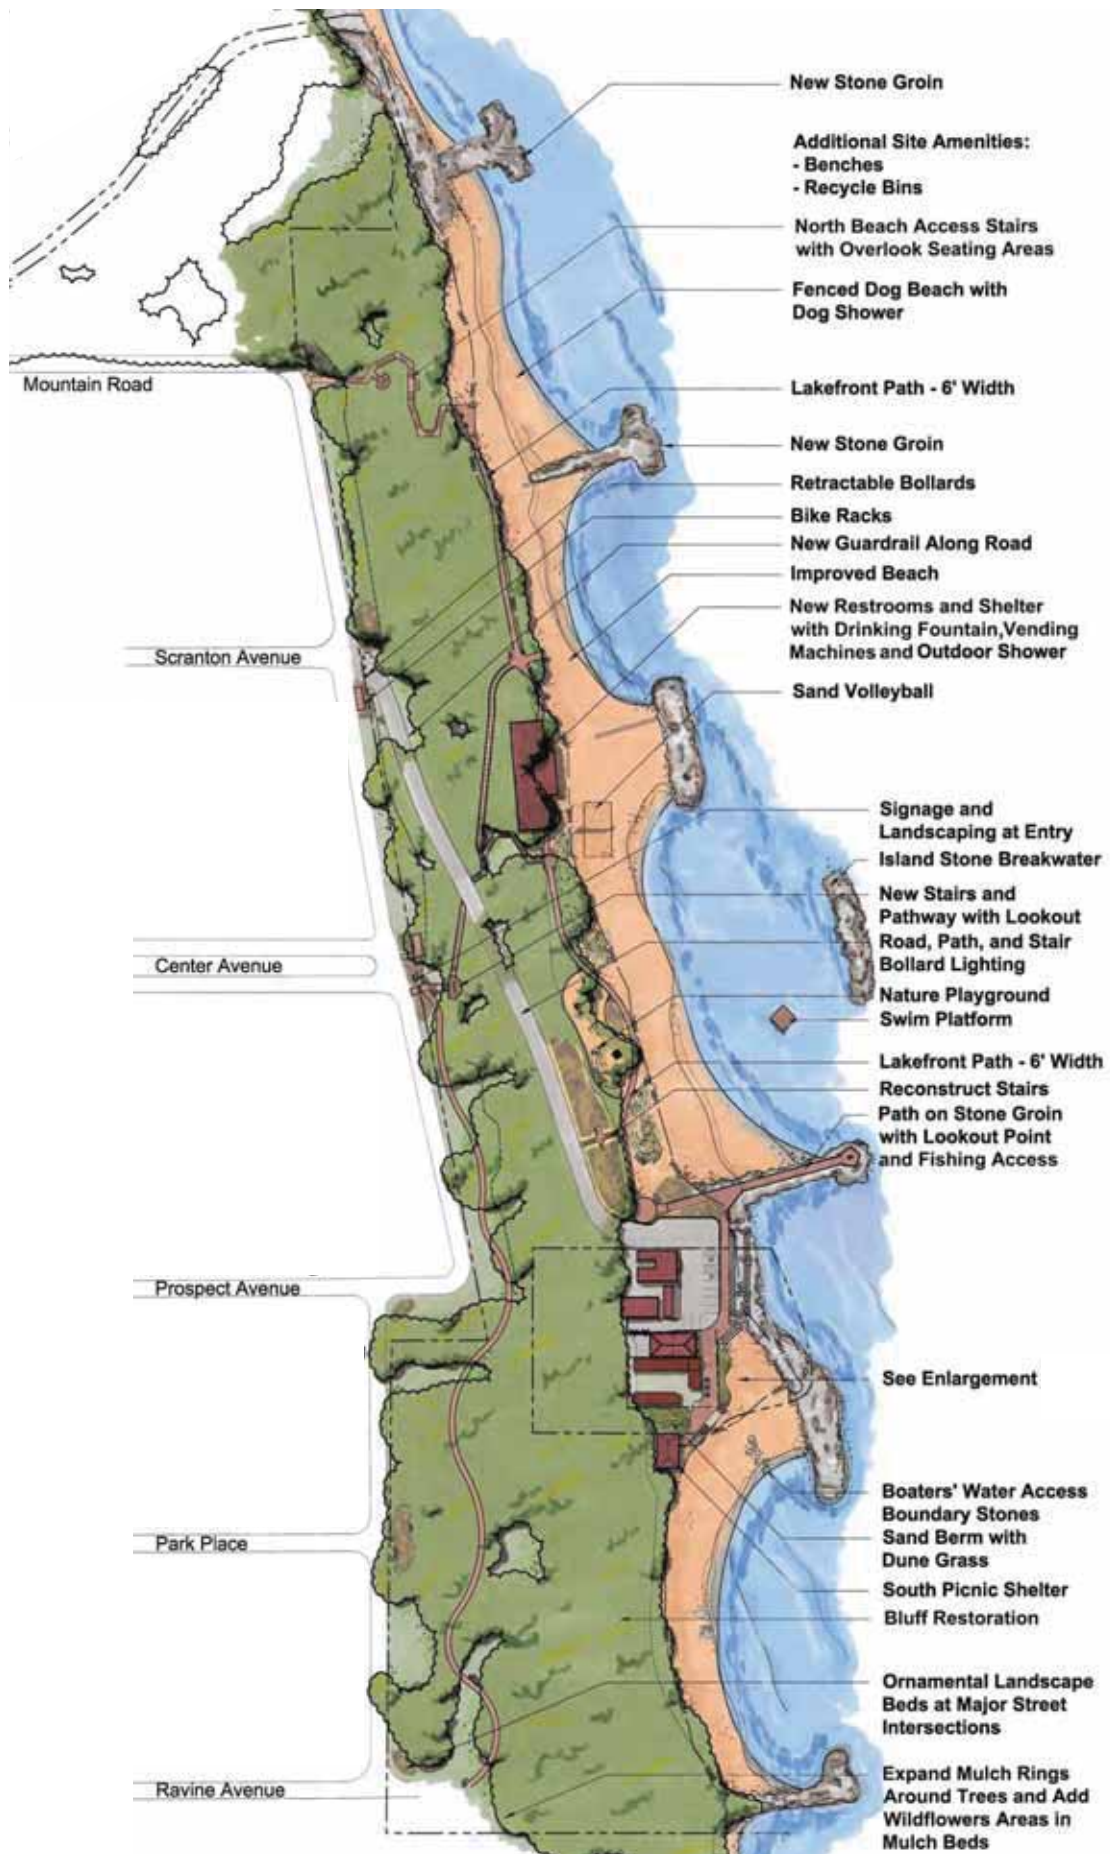 New Stone Groin
Additional Site Amenities:
- Benches
- Recycle Bins
North Beach Access Stairs
with Overlook Seating Areas
Fenced Dog Beach with
Dog Shower
Mountain Road
Lakefront Path - 6' Width
New Stone Groin
Retractable Bollards
Bike Racks
New Guardrail Along Road
Improved Beach
New Restrooms and Shelter
with Drinking Fountain,Vending
Machines and Outdoor Shower
Scranton Avenue
Sand Volleyball
Signage and
Landscaping at Entry
Island Stone Breakwater
New Stairs and
Pathway with Lookout
Road, Path, and Stair
Bollard Lighting
Center Avenue
Nature Playground
Swim Platform
Lakefront Path - 6' Width
Reconstruct Stairs
Path on Stone Groin
with Lookout Point
and Fishing Access
Prospect Avenue
See Enlargement
Boaters' Water Access
Boundary Stones
Sand Berm with
Dune Grass
Park Place
South Picnic Shelter
Bluff Restoration
Ornamental Landscape
Beds at Major Street
Intersections
Ravine Avenue
Expand Mulch Rings
Around Trees and Add
Wildflowers Areas in
Mulch Beds